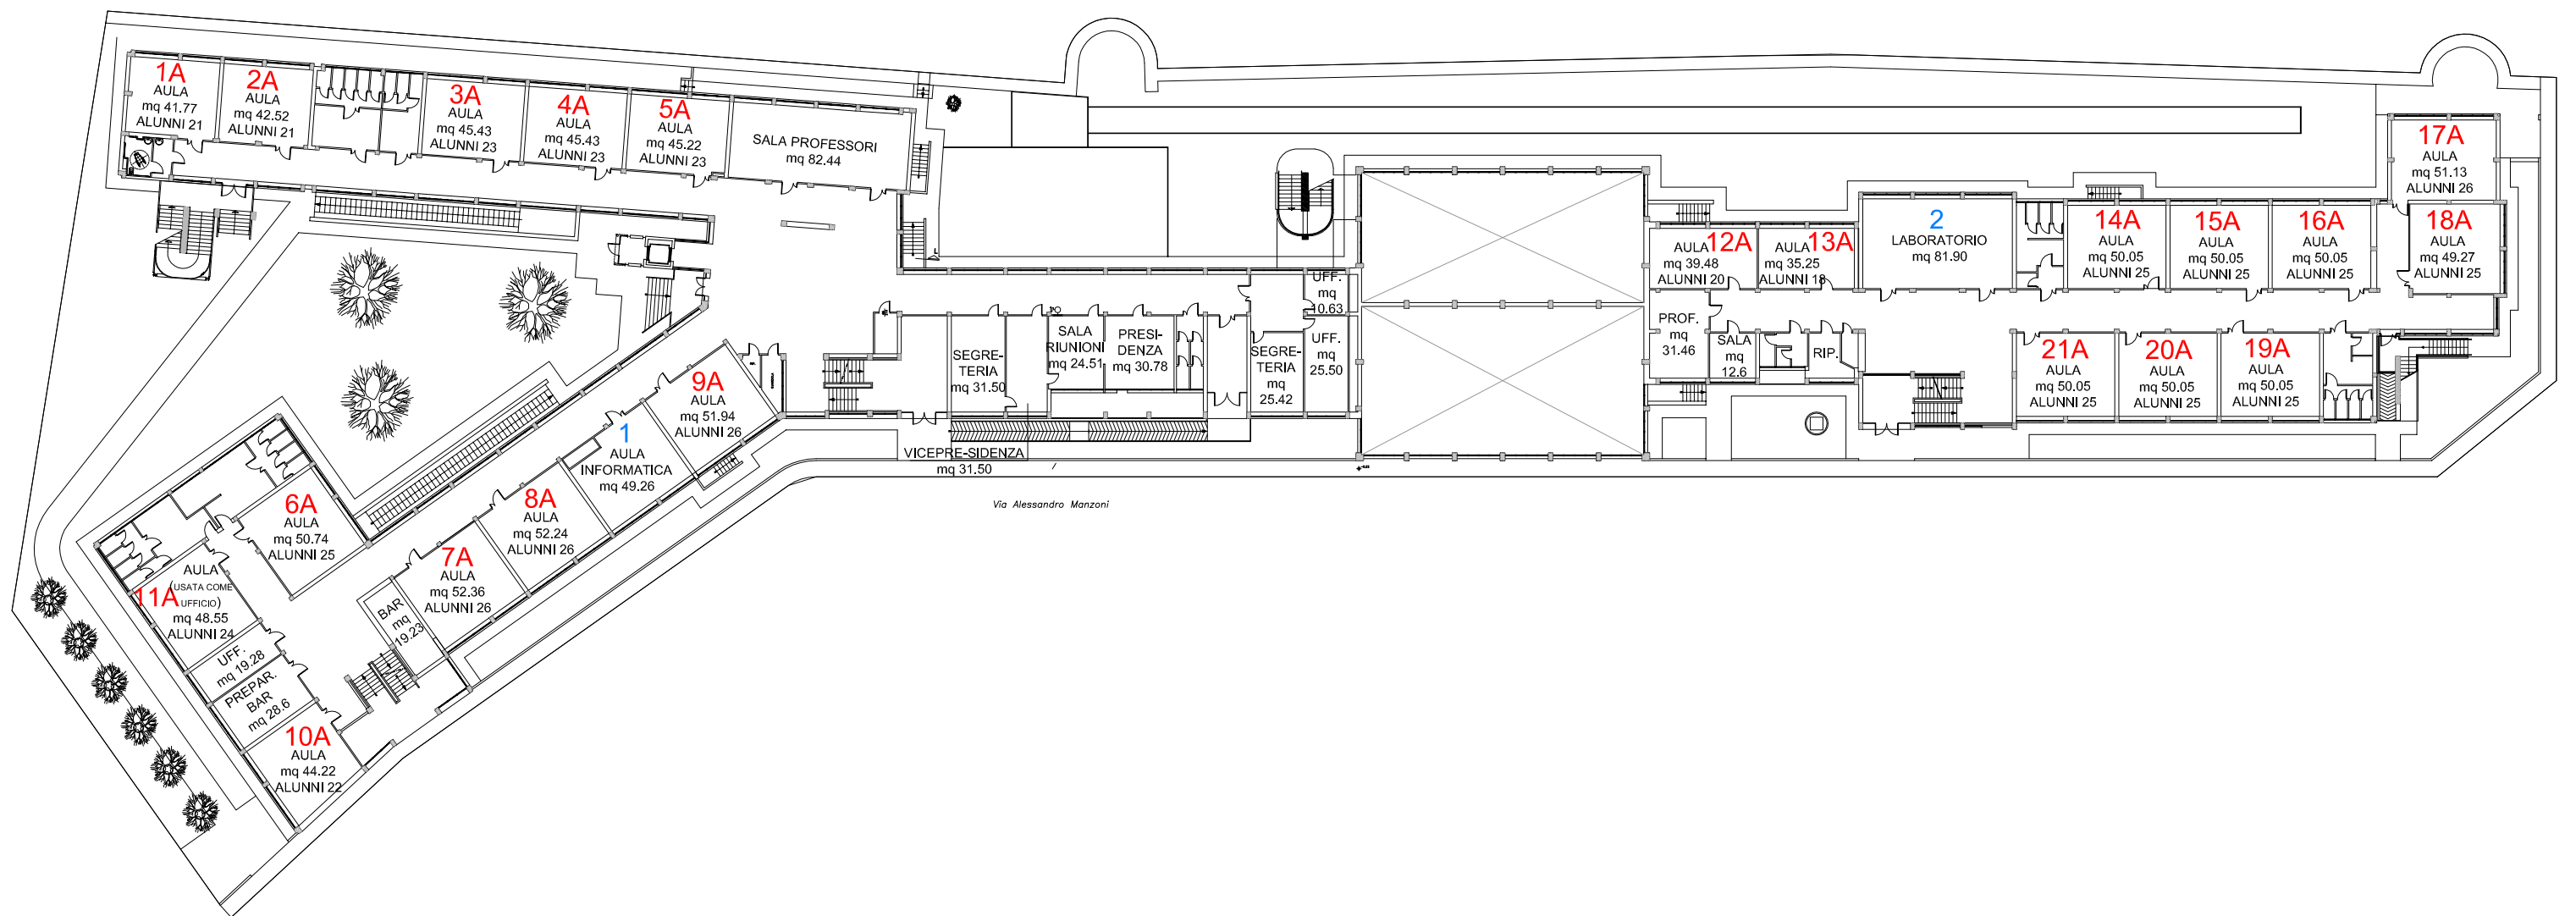 1A
AULA
mq 41.77
ALUNNI 21
2A
AULA
mq 42.52
ALUNNI 21
3A
AULA
mq 45.43
ALUNNI 23
4A
AULA
mq 45.43
ALUNNI 23
5A
AULA
mq 45.22
ALUNNI 23
SALA PROFESSORI
mq 82.44
6A
AULA
mq 50.74
ALUNNI 25
7A
AULA
mq 52.36
ALUNNI 26
8A
AULA
mq 52.24
ALUNNI 26
1
AULA
INFORMATICA
mq 49.26
9A
AULA
mq 51.94
ALUNNI 26
BAR
mq
19.23
11A
AULA
(USATA COME
UFFICIO)
mq 48.55
ALUNNI 24
UFF.
mq 19.28
PREPAR.
BAR
mq 28.6
10A
AULA
mq 44.22
ALUNNI 22
SEGRE-
TERIA
mq 31.50
SALA
RIUNIONI
mq 24.51
PRESI-
DENZA
mq 30.78
SEGRE-
TERIA
mq
25.42
UFF.
mq
10.63
UFF.
mq
25.50
VICEPRE-SIDENZA
mq 31.50
Via Alessandro Manzoni
12A
AULA
mq 39.48
ALUNNI 20
13A
AULA
mq 35.25
ALUNNI 18
PROF.
mq
31.46
SALA
mq
12.6
RIP.
2
LABORATORIO
mq 81.90
14A
AULA
mq 50.05
ALUNNI 25
15A
AULA
mq 50.05
ALUNNI 25
16A
AULA
mq 50.05
ALUNNI 25
17A
AULA
mq 51.13
ALUNNI 26
18A
AULA
mq 49.27
ALUNNI 25
21A
AULA
mq 50.05
ALUNNI 25
20A
AULA
mq 50.05
ALUNNI 25
19A
AULA
mq 50.05
ALUNNI 25